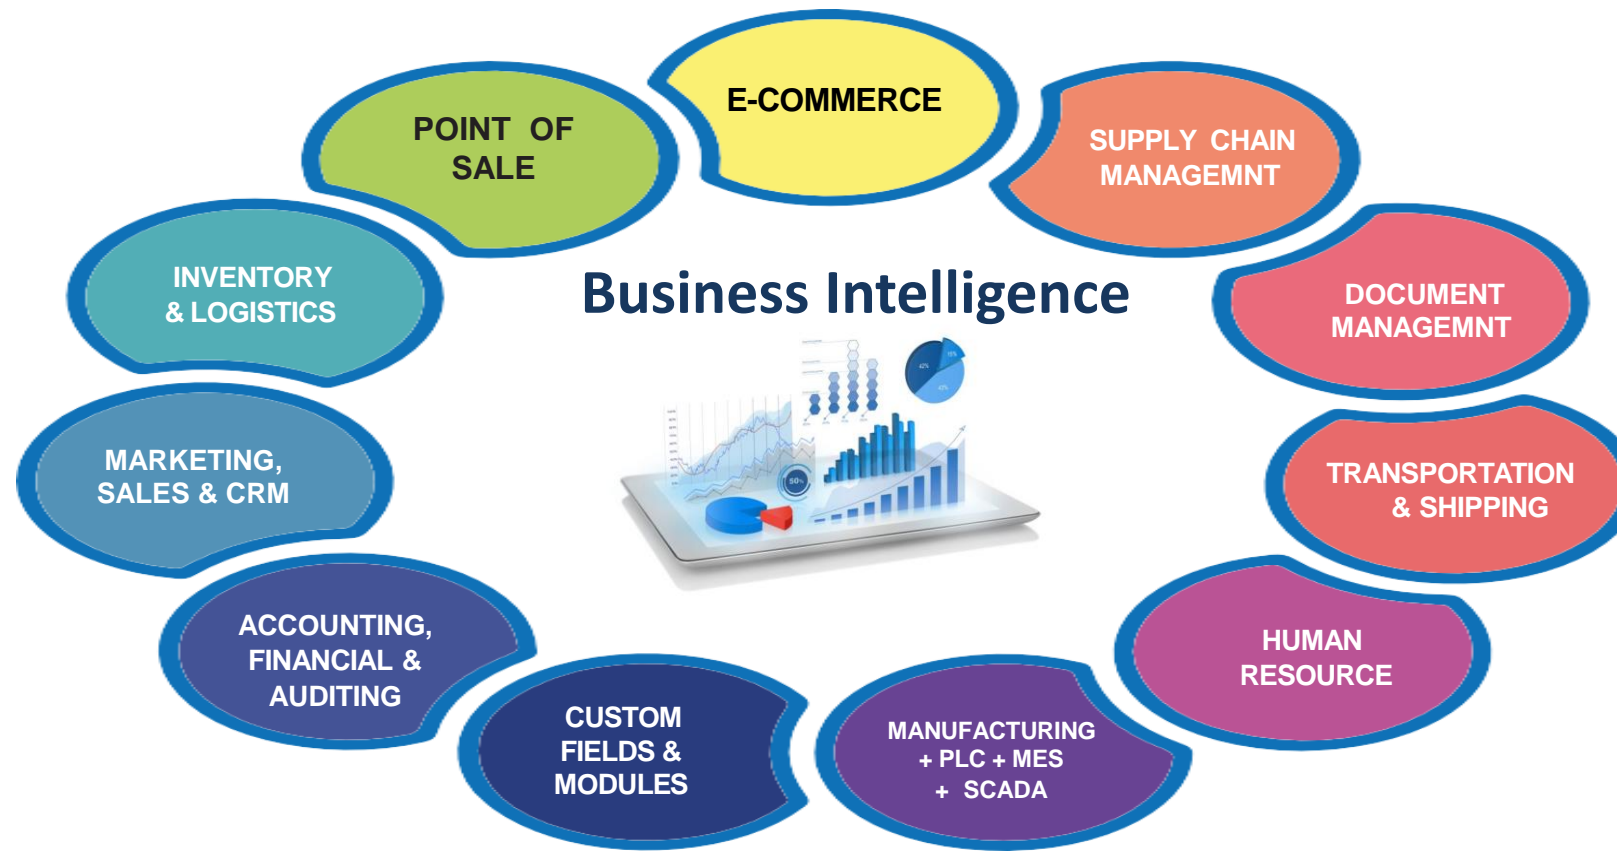 E-COMMERCE
POINT OF
SALE
SUPPLY CHAIN
MANAGEMNT
INVENTORY
& LOGISTICS
Business Intelligence
DOCUMENT
MANAGEMNT
MARKETING,
SALES & CRM
50%
TRANSPORTATION
& SHIPPING
ACCOUNTING,
FINANCIAL &
AUDITING
HUMAN
RESOURCE
CUSTOM
FIELDS &
MODULES
MANUFACTURING
+ PLC + MES
+ SCADA